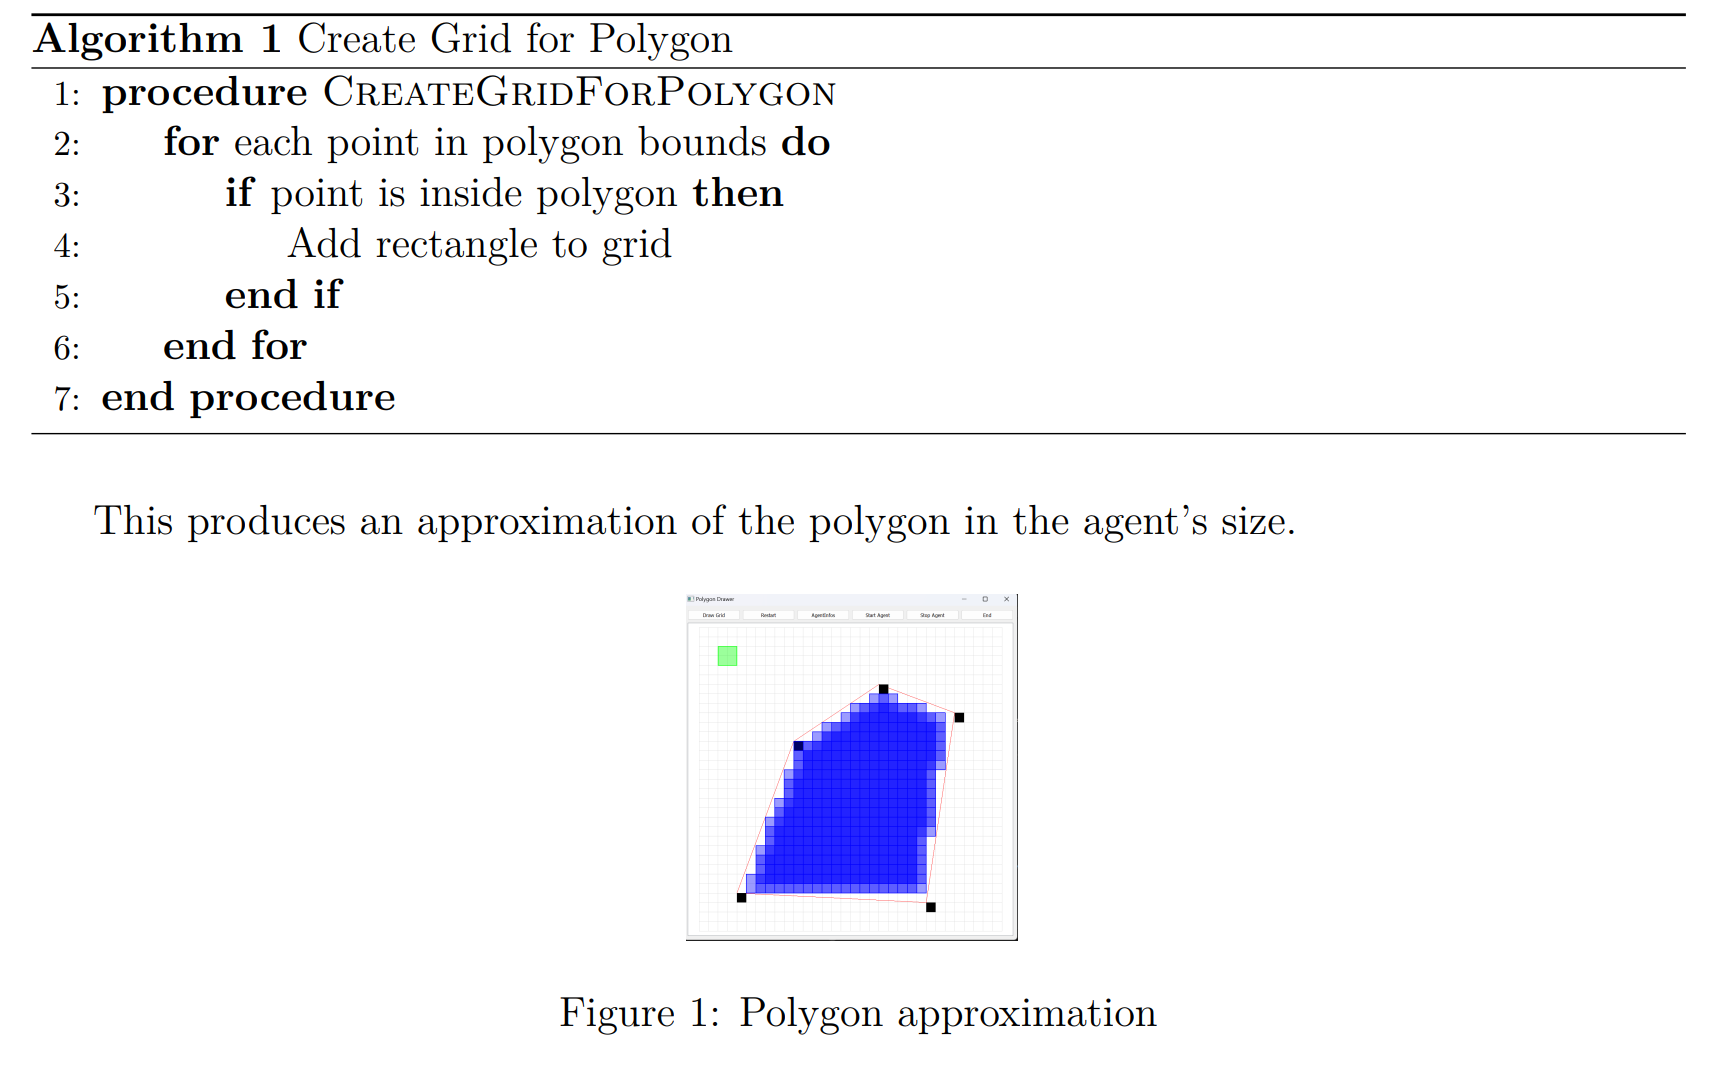 Algorithm 1 Create Grid for Polygon
1: procedure CREATEGRIDFORPOLYGON
2: for each point in polygon bounds do
3: if point is inside polygon then
4: Add rectangle to grid
5: end if
6: end for
7: end procedure
This produces an approximation of the polygon in the agent's size.
Polygon Drawer
Draw Grid Restart AgentInfos Start Agent Stop Agent End
Figure 1: Polygon approximation